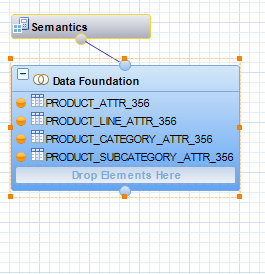 Semantics
Data Foundation
PRODUCT_ATTR_356
PRODUCT_LINE_ATTR_356
PRODUCT_CATEGORY_ATTR_356
PRODUCT_SUBCATEGORY_ATTR_356
Drop Elements Here